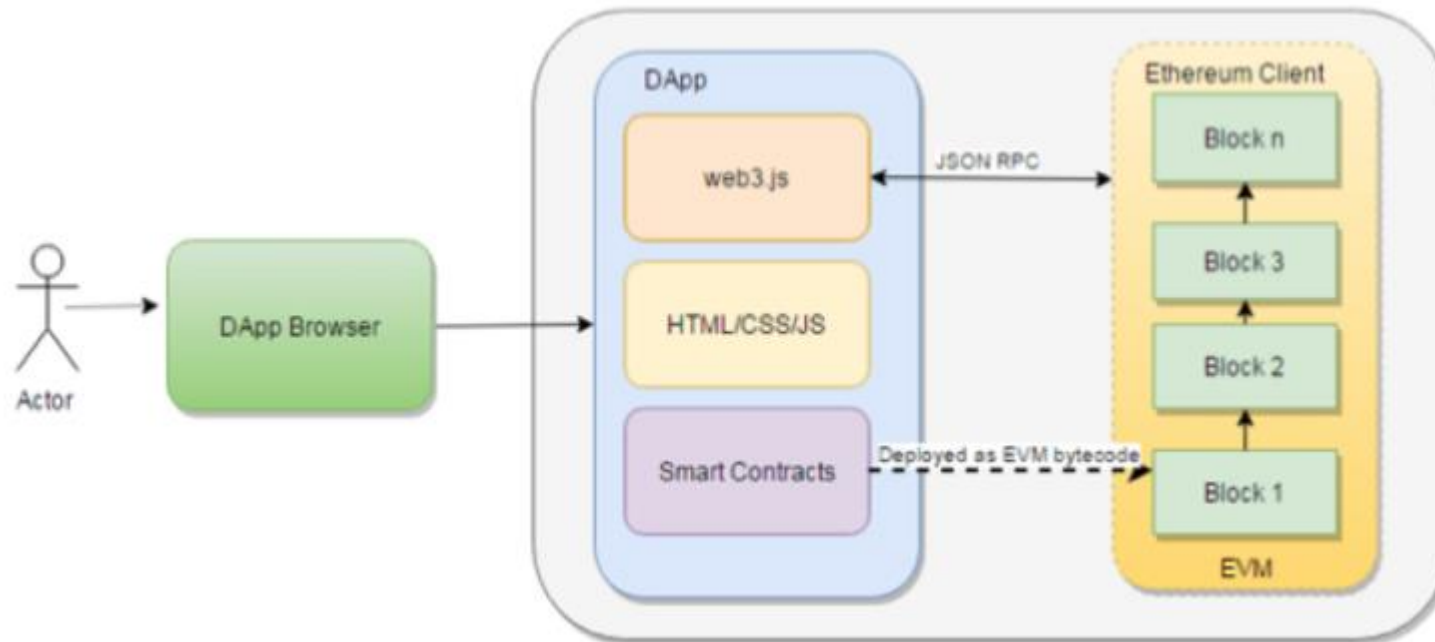 DApp
Ethereum Client
web3.js
JSON RPC
Block n
Block 3
DApp Browser
HTML/CSS/JS
Block 2
Actor
Smart Contracts
Deployed as EVM bytecode
Block 1
EVM